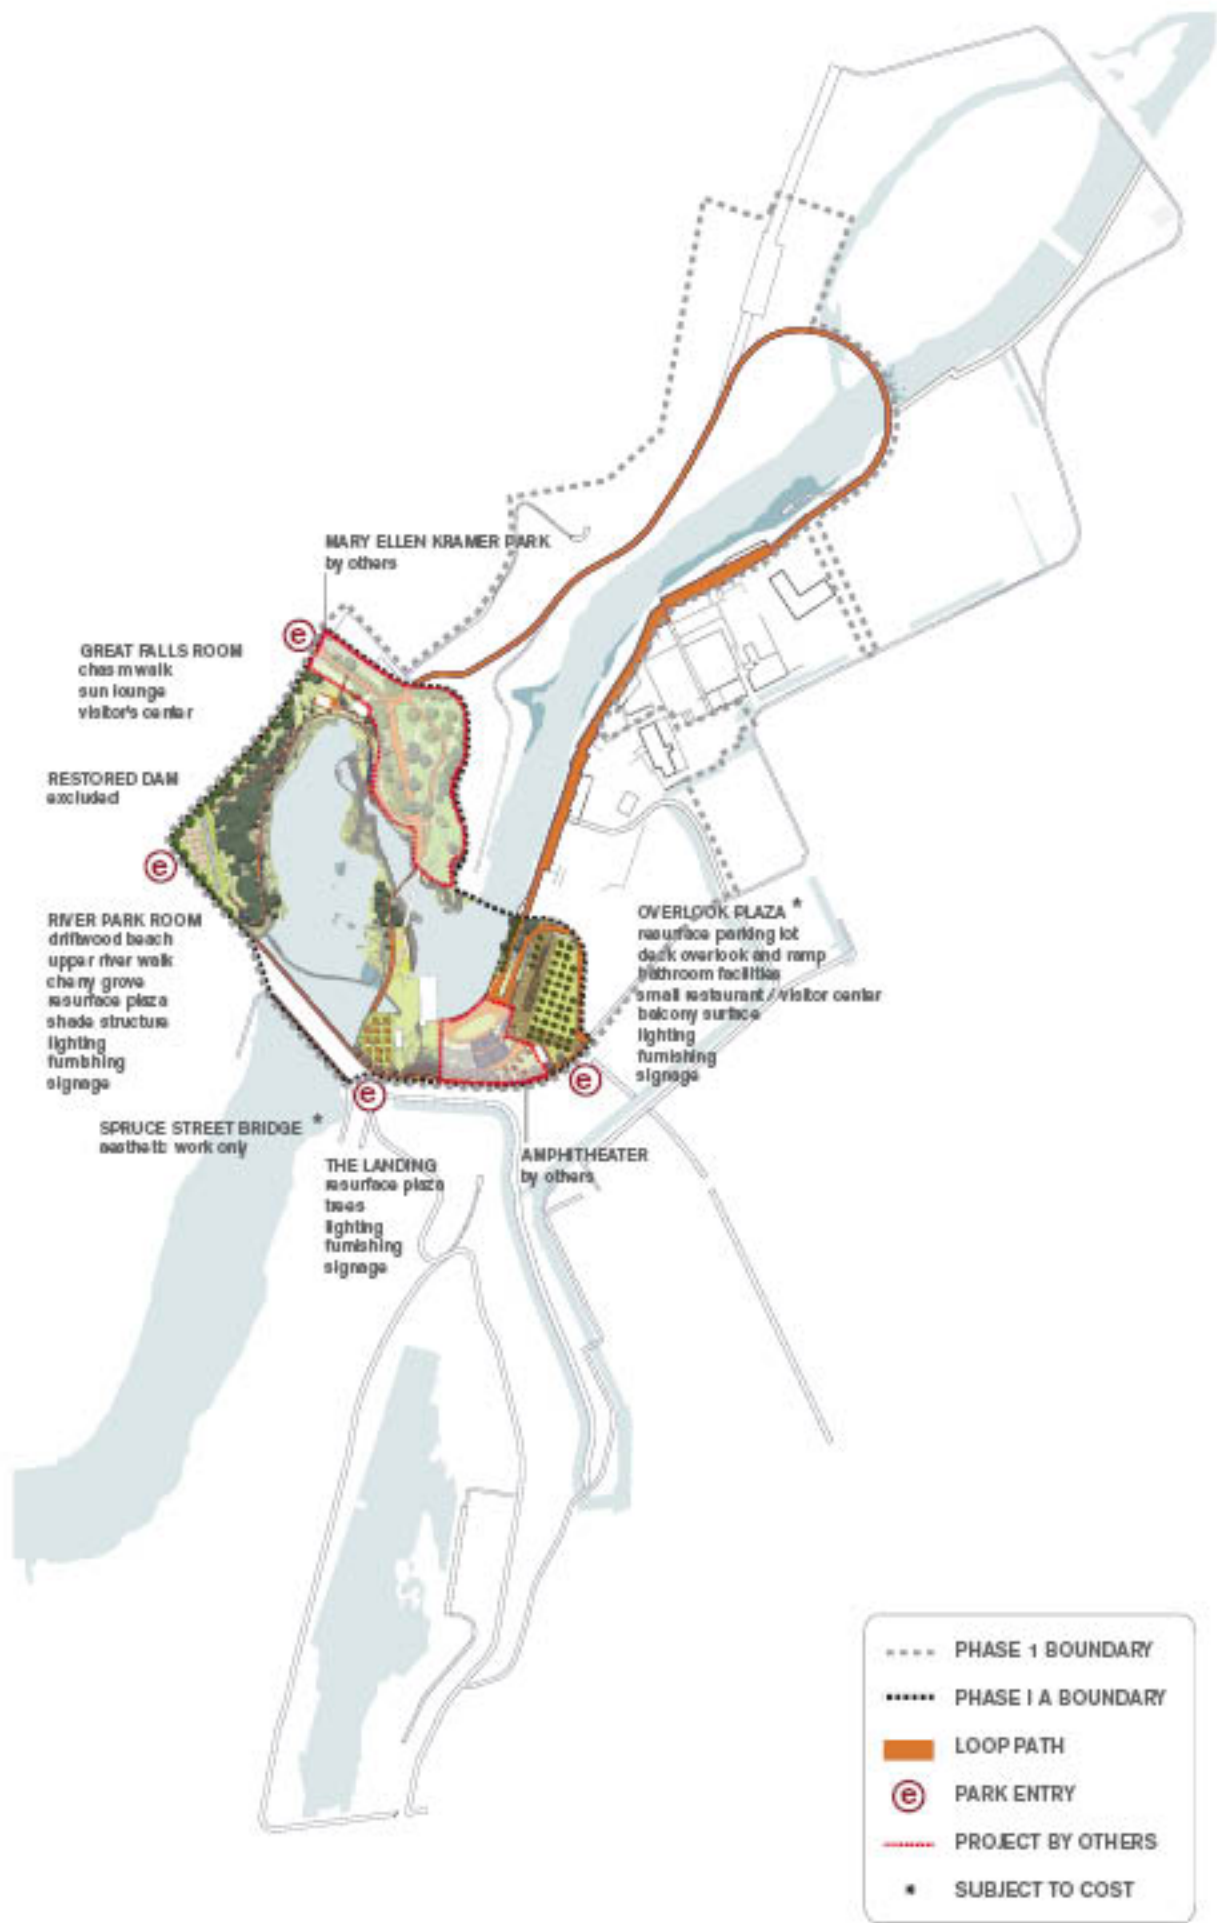 MARY ELLEN KRAMER PARK
by others
e
GREAT FALLS ROOM
chasm walk
sun lounge
visitor's center
RESTORED DAM
excluded
e
RIVER PARK ROOM
driftwood beach
upper river walk
cherry grove
resurface plaza
shade structure
lighting
furnishing
signage
OVERLOOK PLAZA *
resurface parking lot
deck overlook and ramp
bathroom facilities
small restaurant / visitor center
balcony surface
lighting
furnishing
signage
e
e
SPRUCE STREET BRIDGE *
aesthetic work only
THE LANDING
resurface plaza
trees
lighting
furnishing
signage
AMPHITHEATER
by others
PHASE 1 BOUNDARY
PHASE I A BOUNDARY
LOOP PATH
e PARK ENTRY
PROJECT BY OTHERS
* SUBJECT TO COST